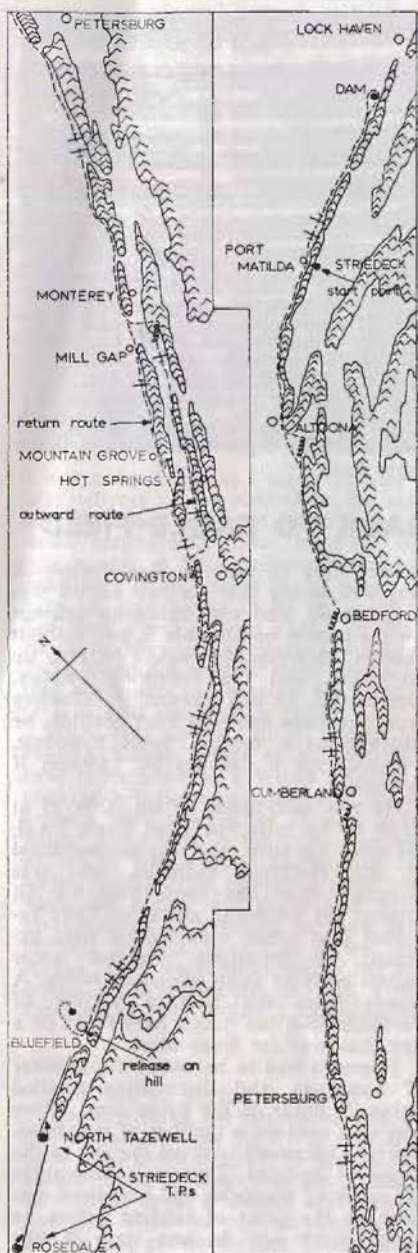 PETERSBURG
MONTEREY
MILL GAP
return route
MOUNTAIN GROVE
HOT SPRINGS
outward route
COVINGTON
N
BLUEFIELD
release on
hill
NORTH TAZEWELL
STRIEDECK
T.P.s
ROSEDALE
LOCK HAVEN
DAM
PORT
MATILDA
STRIEDECK
start point
ALTOONA
BEDFORD
CUMBERLAND
PETERSBURG